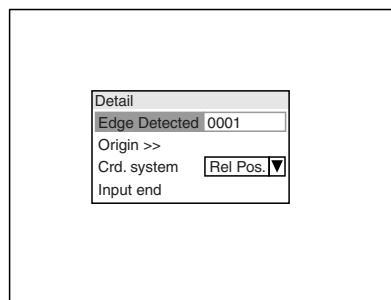 Detail
Edge Detected 0001
Origin >>
Crd. system Rel Pos.
Input end